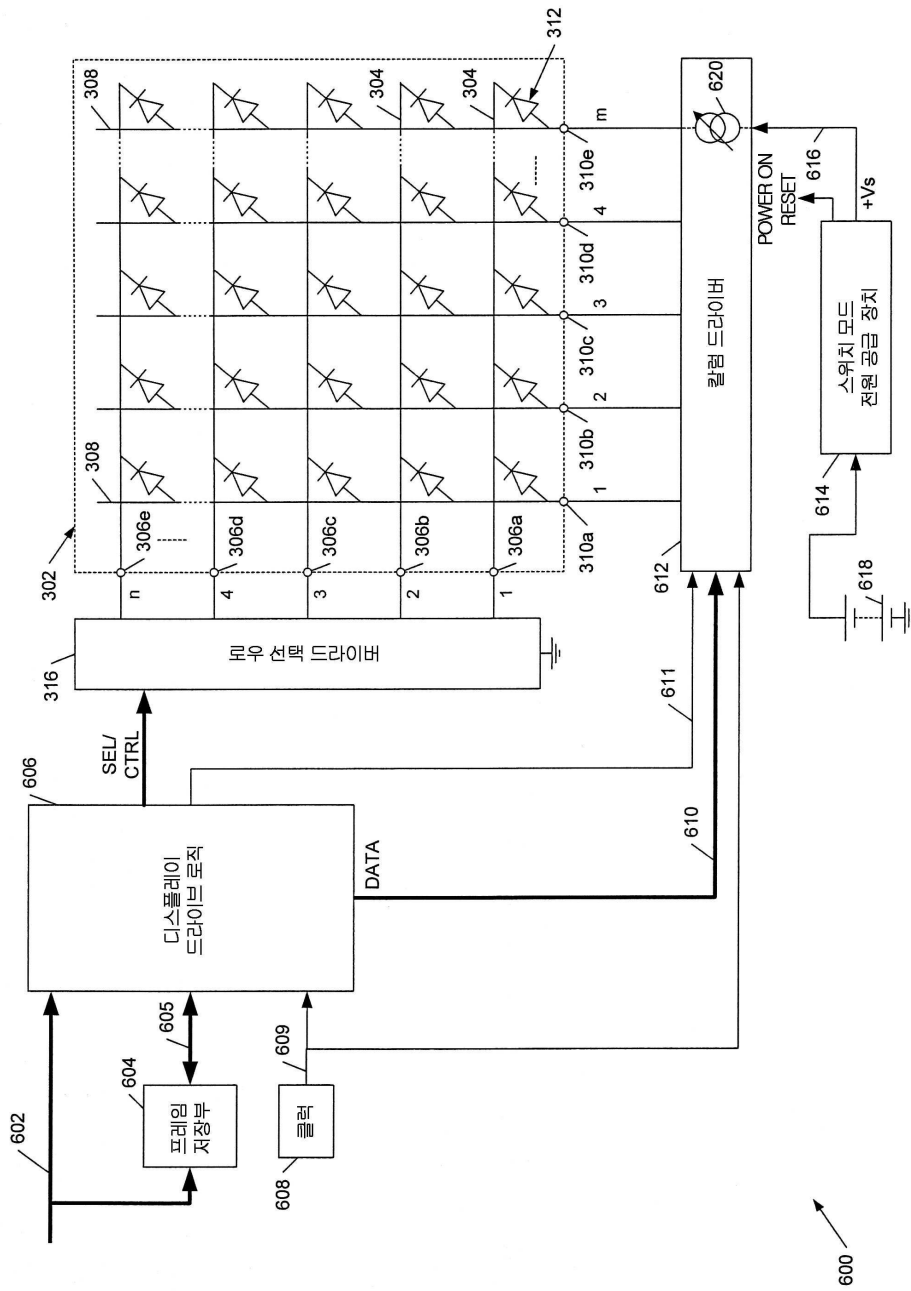 600
602
604
프레임
저장부
605
606
디스플레이
드라이브 로직
608
클럭
609
SEL/
CTRL
DATA
610
611
316
로우 선택 드라이버
302
n
4
3
2
1
306e
306d
306c
306b
306a
308
308
304
304
312
310a
310b
310c
310d
310e
1
2
3
4
m
612
칼럼 드라이버
620
POWER ON
RESET
616
+Vs
614
스위치 모드
전원 공급 장치
618